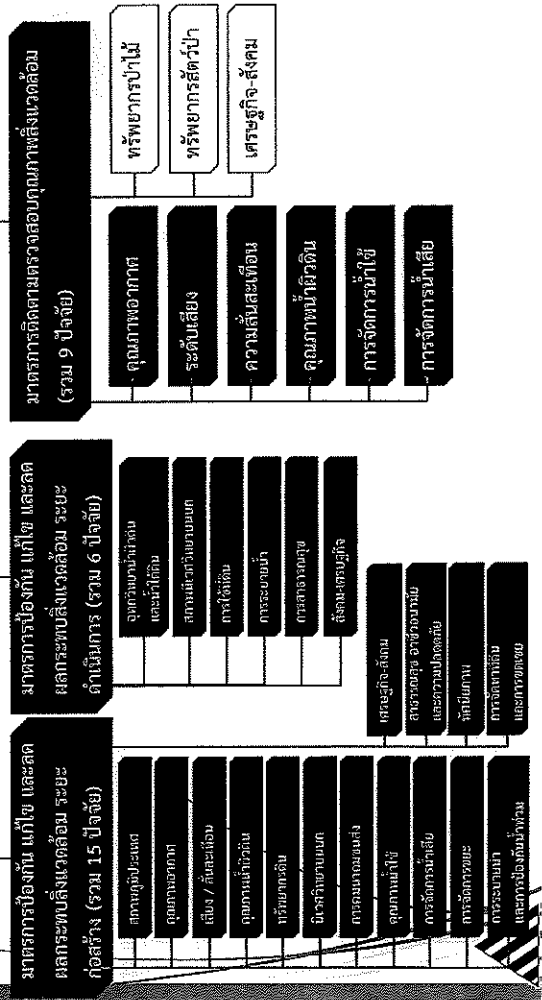 มาตรการป้องกัน แก้ไข และลด
ผลกระทบสิ่งแวดล้อม ระยะ
ก่อสร้าง (รวม 15 ปัจจัย)
สภาพภูมิประเทศ
คุณภาพอากาศ
เสียง / สั่นสะเทือน
คุณภาพน้ำผิวดิน
ทรัพยากรดิน
นิเวศวิทยาบนบก
การคมนาคมขนส่ง
คุณภาพน้ำใช้
การจัดการน้ำเสีย
การจัดการขยะ
การระบายน้ำ
และการป้องกันน้ำท่วม
เศรษฐกิจ-สังคม
สาธารณสุข อาชีวอนามัย
และความปลอดภัย
ทัศนียภาพ
การจัดหาที่ดิน
และการชดเชย
มาตรการป้องกัน แก้ไข และลด
ผลกระทบสิ่งแวดล้อม ระยะ
ดำเนินการ (รวม 6 ปัจจัย)
อุทกวิทยาน้ำผิวดิน
และน้ำใต้ดิน
สภาพนิเวศวิทยาบนบก
การใช้ที่ดิน
การระบายน้ำ
การสาธารณสุข
สังคม-เศรษฐกิจ
มาตรการติดตามตรวจสอบคุณภาพสิ่งแวดล้อม
(รวม 9 ปัจจัย)
คุณภาพอากาศ
ระดับเสียง
ความสั่นสะเทือน
คุณภาพน้ำผิวดิน
การจัดการน้ำใช้
การจัดการน้ำเสีย
ทรัพยากรป่าไม้
ทรัพยากรสัตว์ป่า
เศรษฐกิจ-สังคม